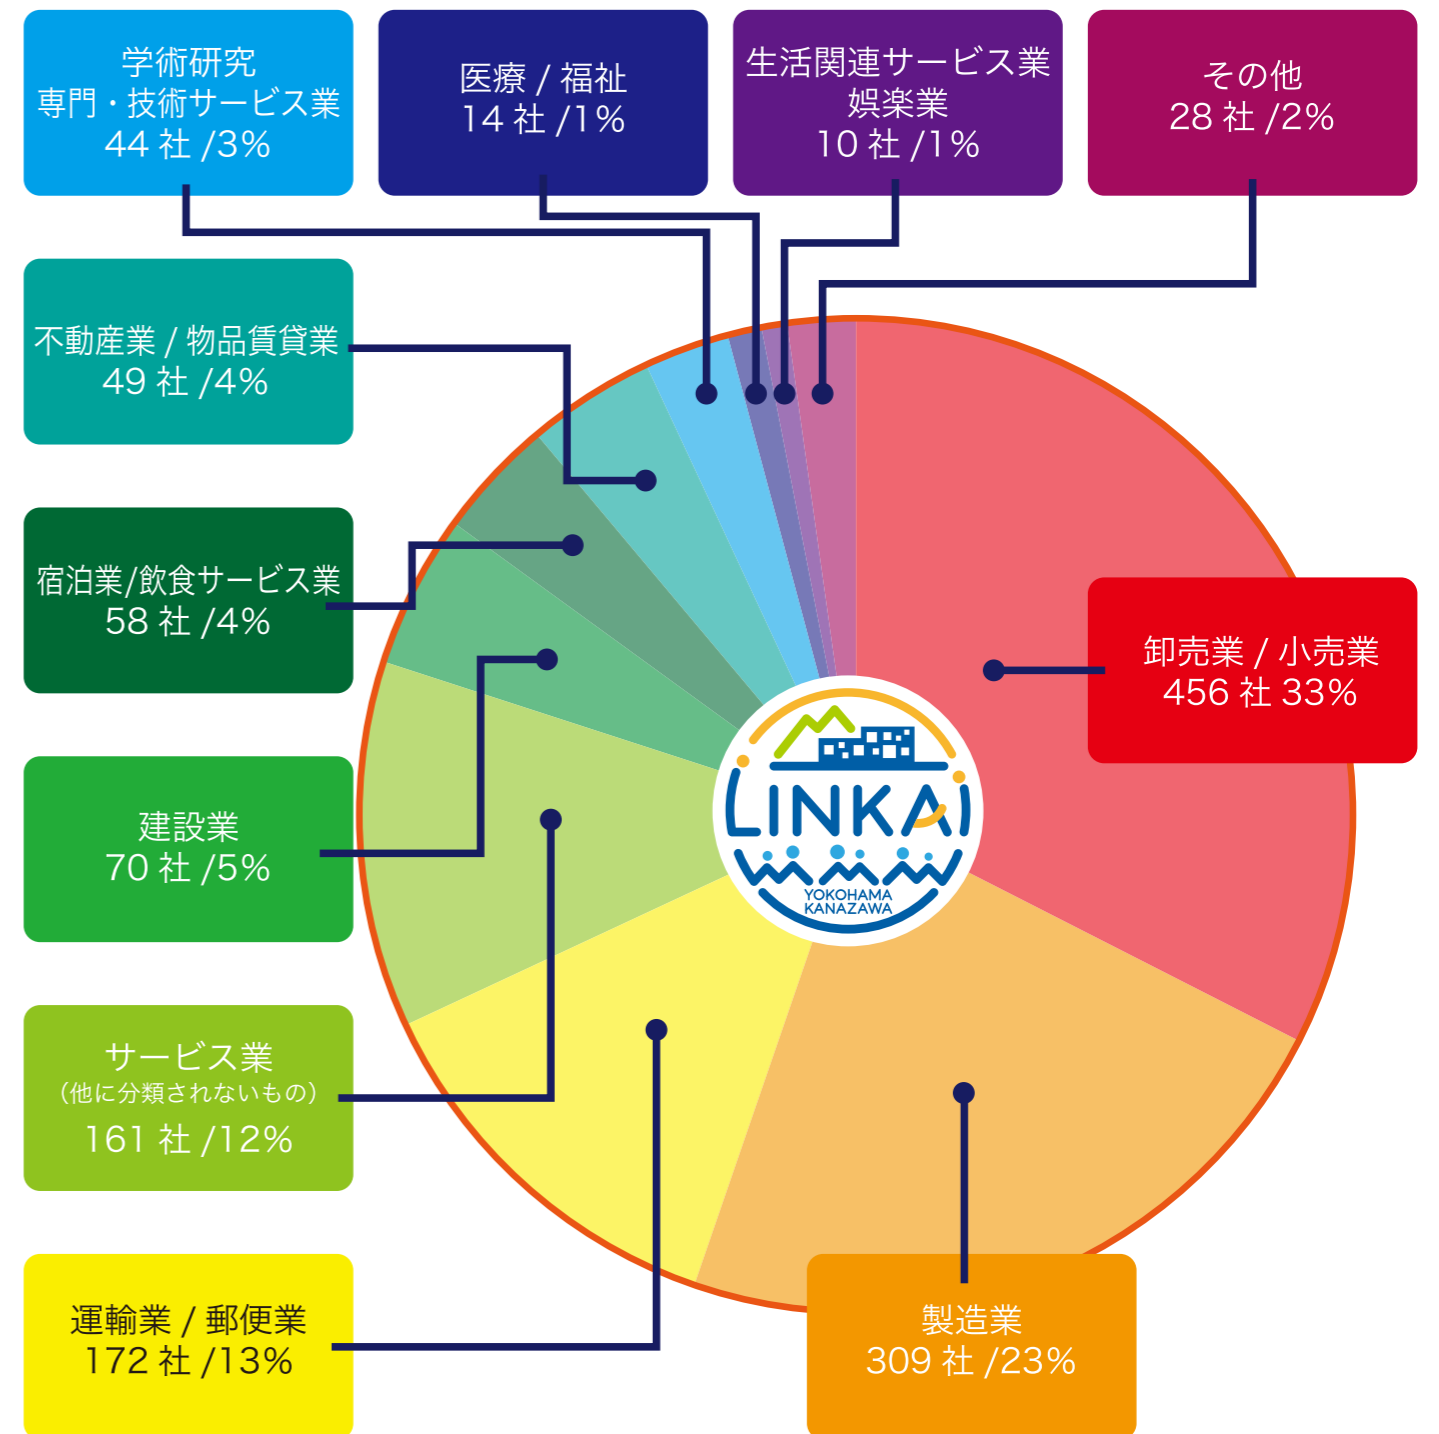 学術研究
専門・技術サービス業
44 社 /3%
医療 / 福祉
14 社 /1%
生活関連サービス業
娯楽業
10 社 /1%
その他
28 社 /2%
不動産業 / 物品賃貸業
49 社 /4%
宿泊業/飲食サービス業
58 社 /4%
卸売業 / 小売業
456 社 33%
建設業
70 社 /5%
LINKAI
YOKOHAMA
KANAZAWA
サービス業
（他に分類されないもの）
161 社 /12%
運輸業 / 郵便業
172 社 /13%
製造業
309 社 /23%